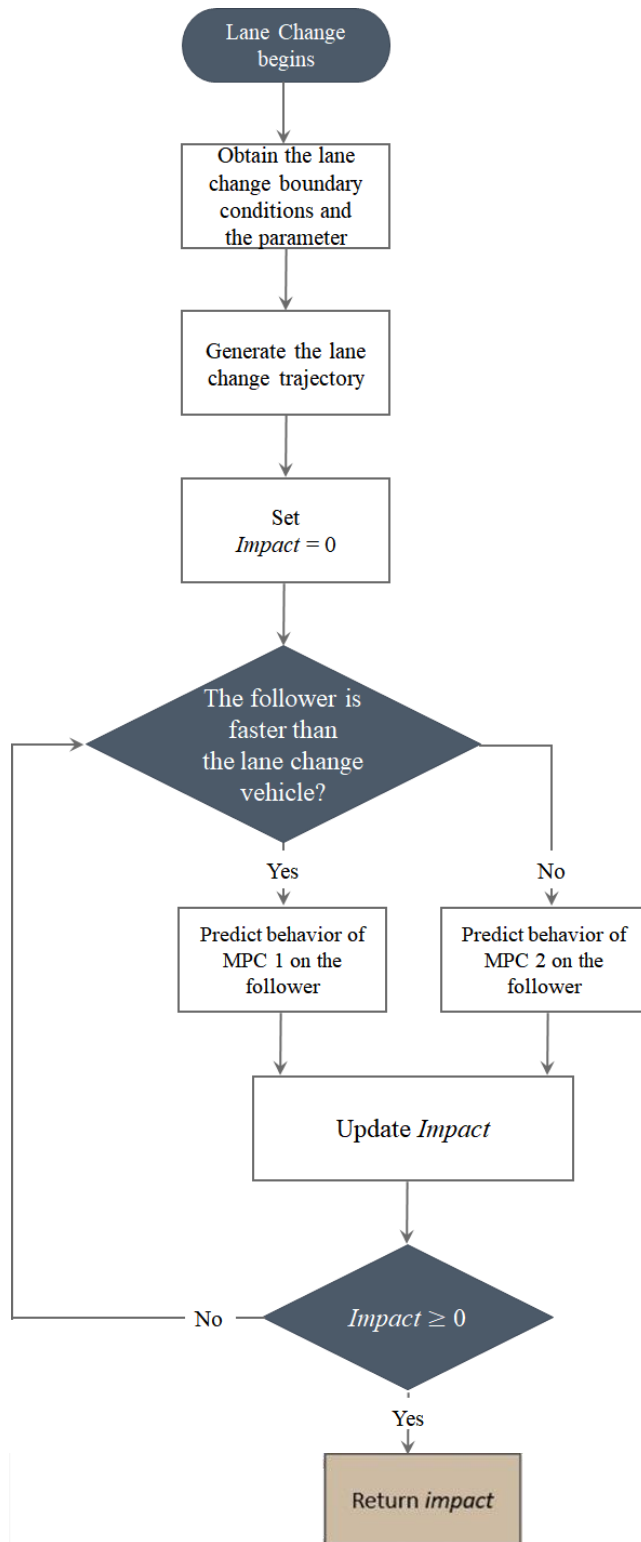 Lane Change
begins
Obtain the lane
change boundary
conditions and
the parameter
Generate the lane
change trajectory
Set
Impact = 0
The follower is
faster than
the lane change
vehicle?
Yes
No
Predict behavior of
MPC 1 on the
follower
Predict behavior of
MPC 2 on the
follower
Update Impact
Impact ≥ 0
No
Yes
Return impact